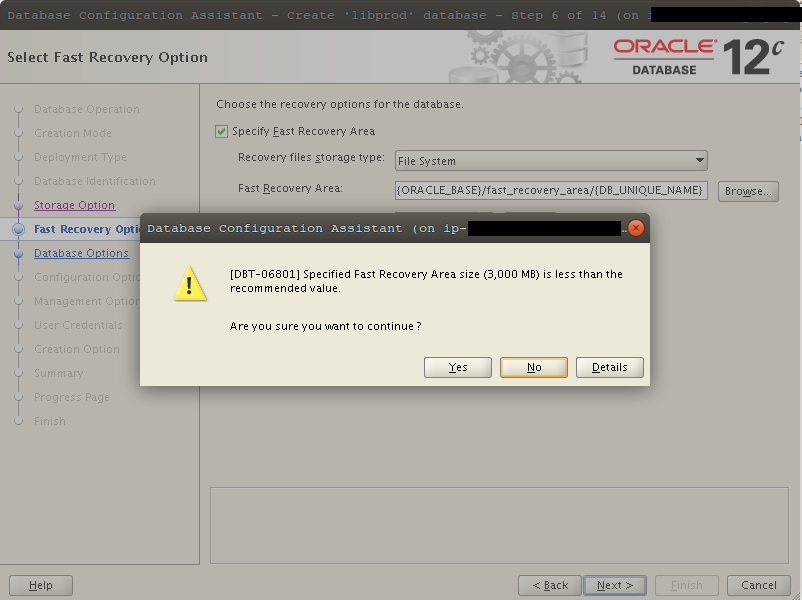 Database Configuration Assistant - Create 'libprod' database - Step 6 of 14 (on
Select Fast Recovery Option
ORACLE
DATABASE
12c
Database Operation
Creation Mode
Deployment Type
Database Identification
Storage Option
Fast Recovery Opti
Database Options
Configuration Optio
Management Option
User Credentials
Creation Option
Summary
Progress Page
Finish
Choose the recovery options for the database.
Specify Fast Recovery Area
Recovery files storage type:
File System
Fast Recovery Area:
{ORACLE_BASE}/fast_recovery_area/{DB_UNIQUE_NAME}
Browse...
Database Configuration Assistant (on ip-
...
[DBT-06801] Specified Fast Recovery Area size (3,000 MB) is less than the
recommended value.
Are you sure you want to continue?
Yes
No
Details
Help
< Back
Next >
Finish
Cancel